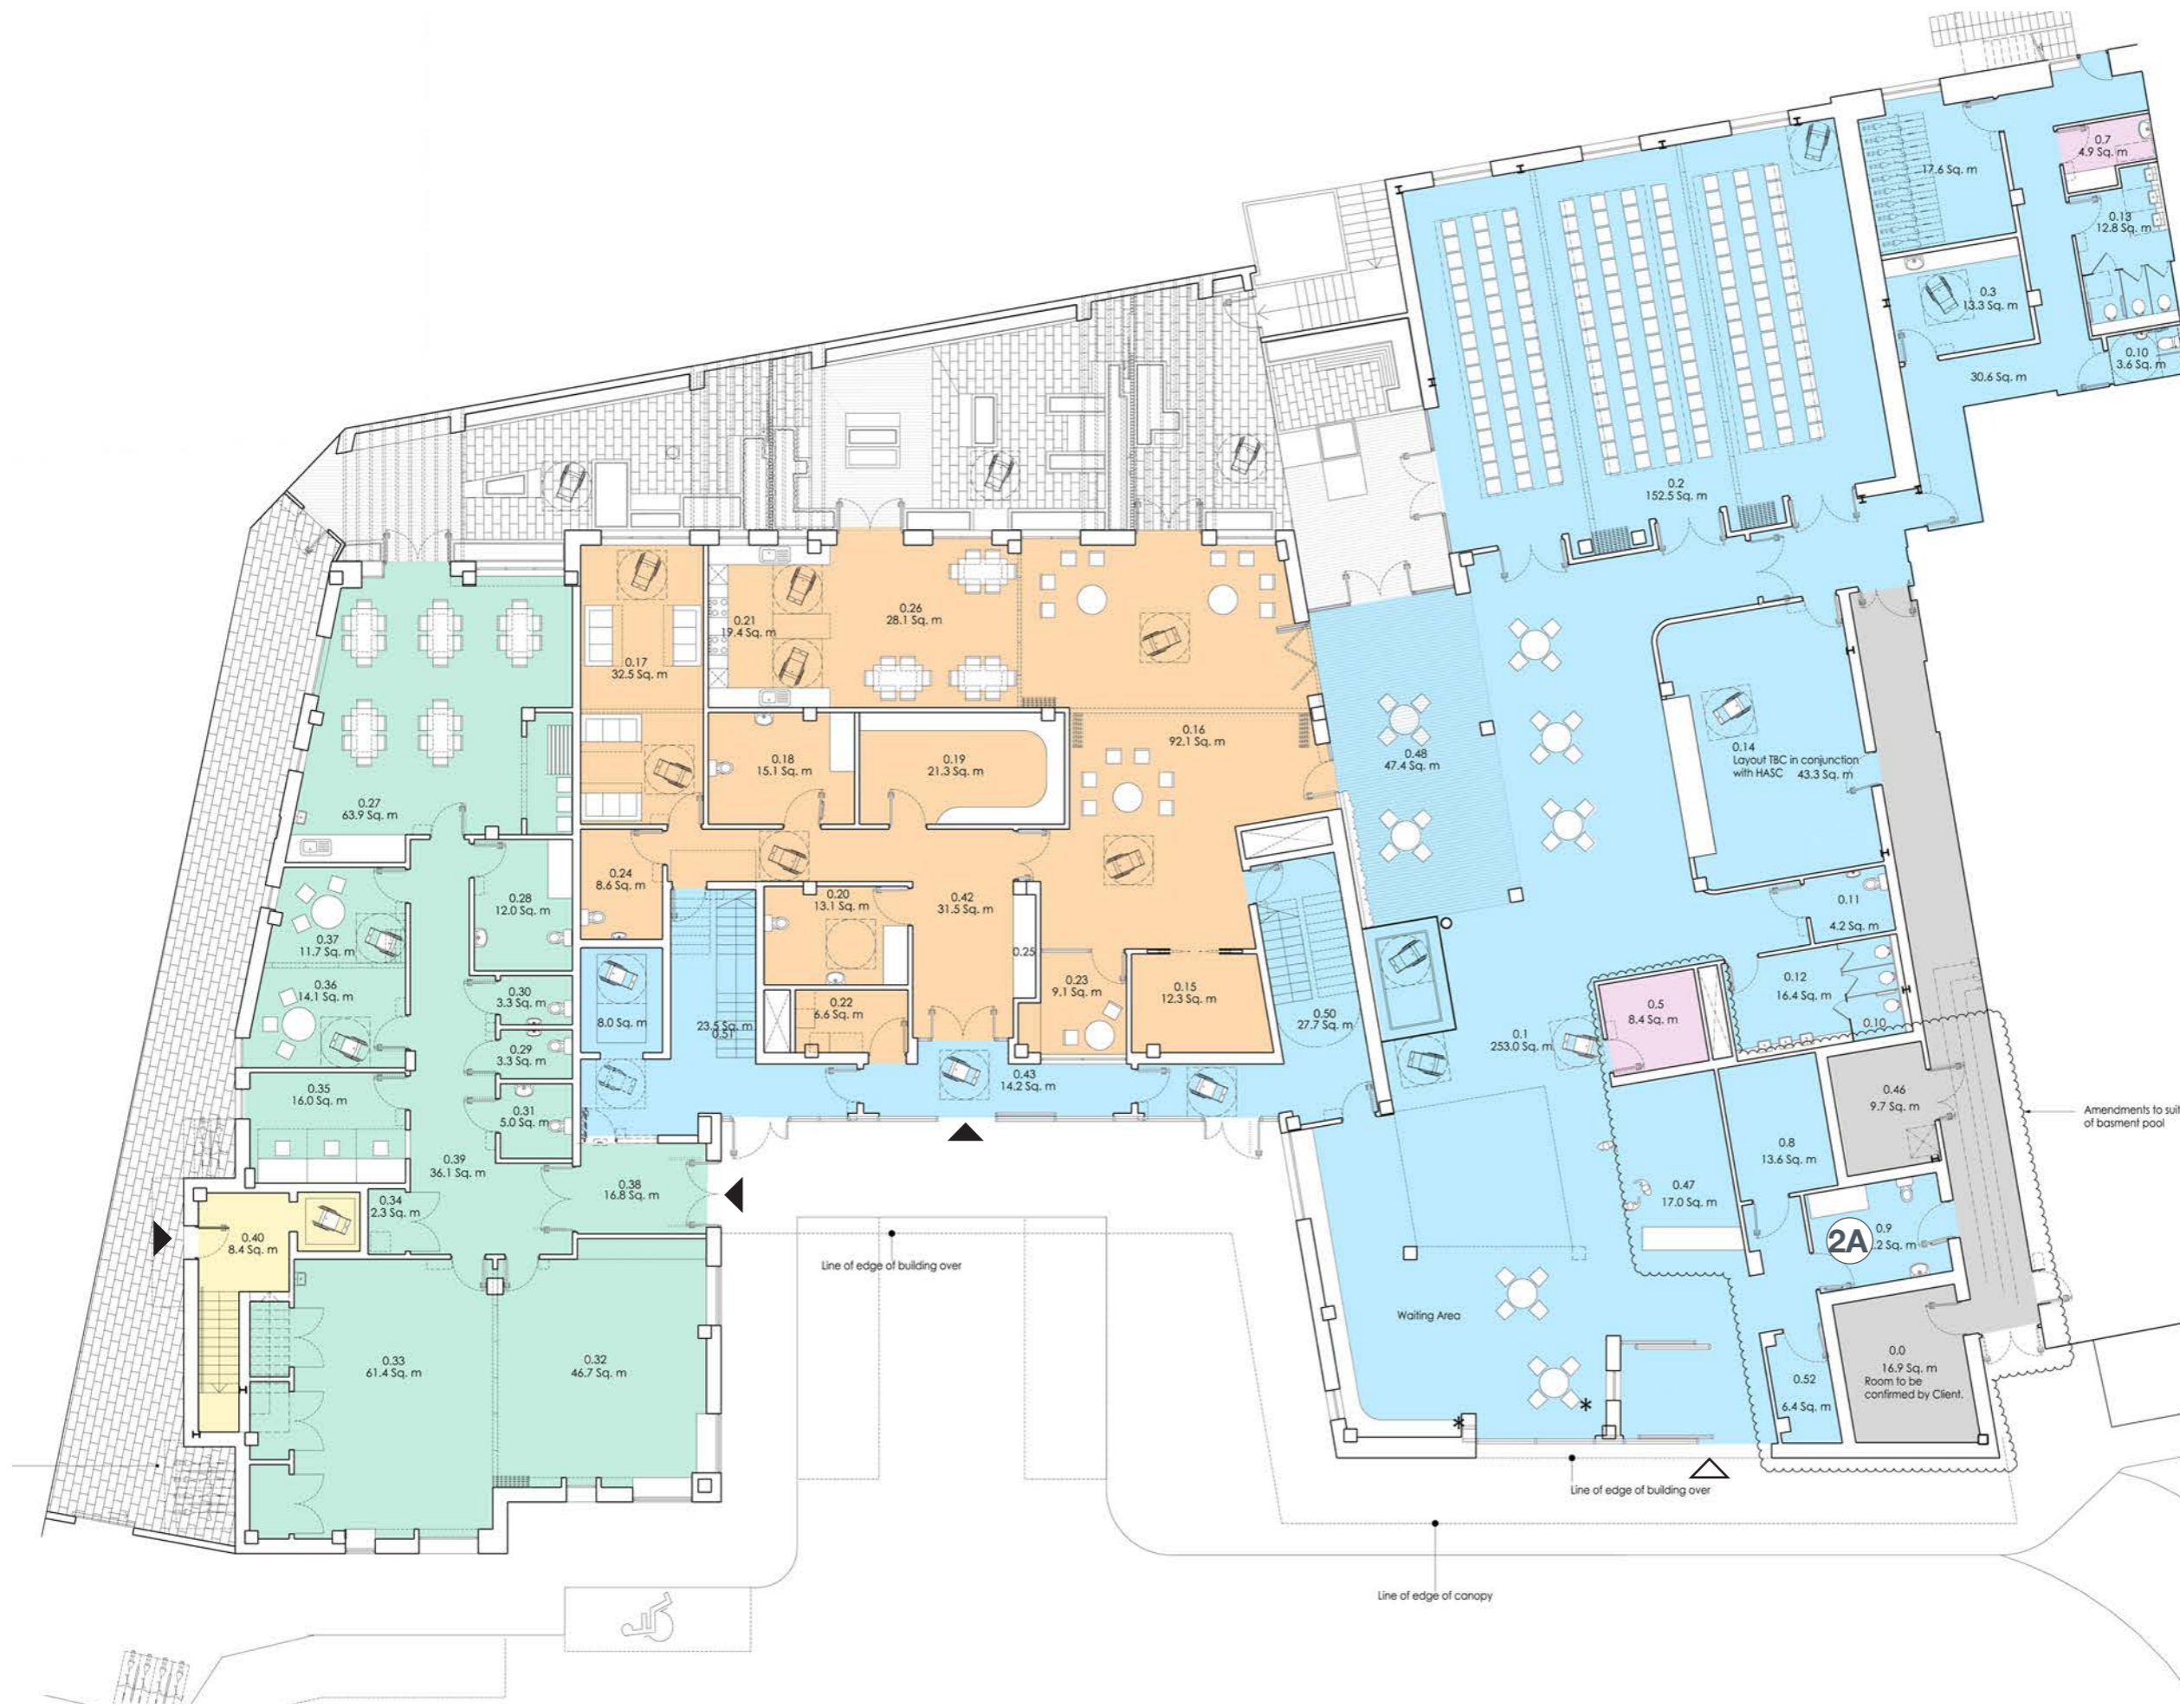 0.7
4.9 Sq. m
17.6 Sq. m
0.13
12.8 Sq. m
0.3
13.3 Sq. m
0.10
3.6 Sq. m
30.6 Sq. m
0.2
152.5 Sq. m
0.21
19.4 Sq. m
0.26
28.1 Sq. m
0.17
32.5 Sq. m
0.16
92.1 Sq. m
0.18
15.1 Sq. m
0.19
21.3 Sq. m
0.48
47.4 Sq. m
0.14
Layout TBC in conjunction
with HASC 43.3 Sq. m
0.27
63.9 Sq. m
0.24
8.6 Sq. m
0.20
13.1 Sq. m
0.42
31.5 Sq. m
0.28
12.0 Sq. m
0.11
4.2 Sq. m
0.37
11.7 Sq. m
0.25
0.36
14.1 Sq. m
0.30
3.3 Sq. m
0.23
9.1 Sq. m
0.15
12.3 Sq. m
0.12
16.4 Sq. m
0.22
6.6 Sq. m
0.5
8.4 Sq. m
8.0 Sq. m
23.5 Sq. m
0.51
0.50
27.7 Sq. m
0.10
0.1
253.0 Sq. m
0.29
3.3 Sq. m
0.43
14.2 Sq. m
0.35
16.0 Sq. m
0.46
9.7 Sq. m
0.31
5.0 Sq. m
Amendments to suit
of basment pool
0.8
13.6 Sq. m
0.39
36.1 Sq. m
0.38
16.8 Sq. m
0.47
17.0 Sq. m
0.34
2.3 Sq. m
0.40
8.4 Sq. m
2A
0.9
.2 Sq. m
Line of edge of building over
Waiting Area
0.33
61.4 Sq. m
0.32
46.7 Sq. m
0.0
16.9 Sq. m
Room to be
confirmed by Client.
0.52
6.4 Sq. m
Line of edge of building over
Line of edge of canopy